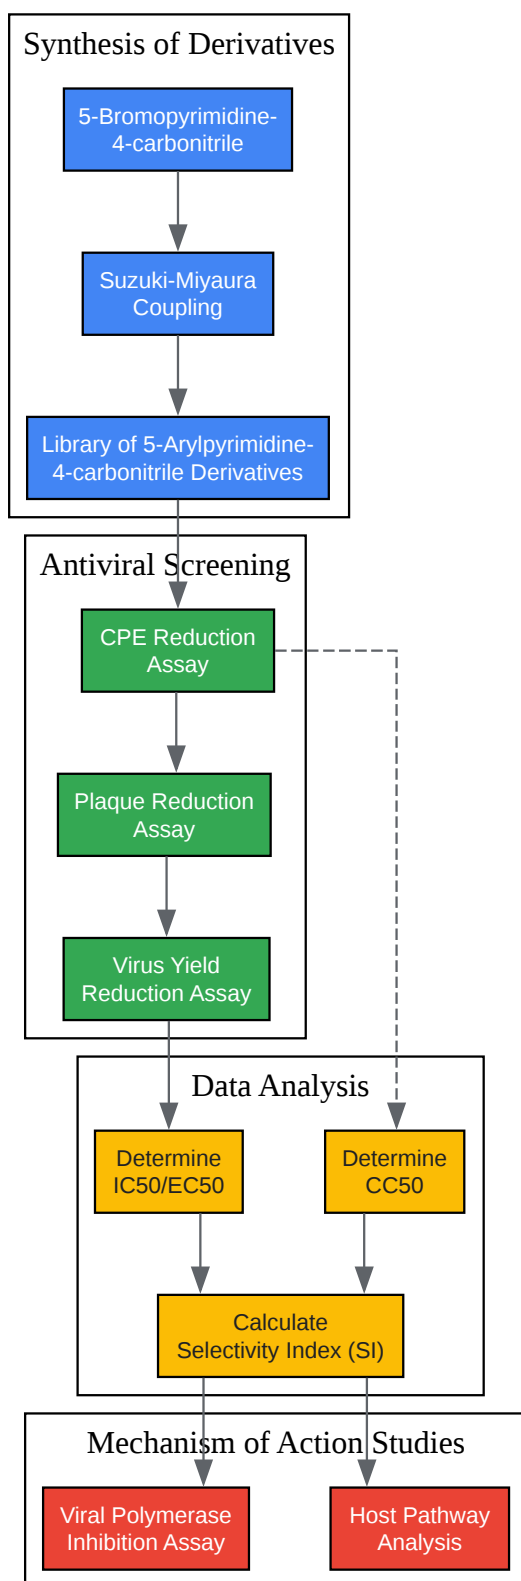 Synthesis of Derivatives
5-Bromopyrimidine-
4-carbonitrile
Suzuki-Miyaura
Coupling
Library of 5-Arylpyrimidine-
4-carbonitrile Derivatives
Antiviral Screening
CPE Reduction
Assay
Plaque Reduction
Assay
Virus Yield
Reduction Assay
Data Analysis
Determine
IC50/EC50
Determine
CC50
Calculate
Selectivity Index (SI)
Mechanism of Action Studies
Viral Polymerase
Inhibition Assay
Host Pathway
Analysis